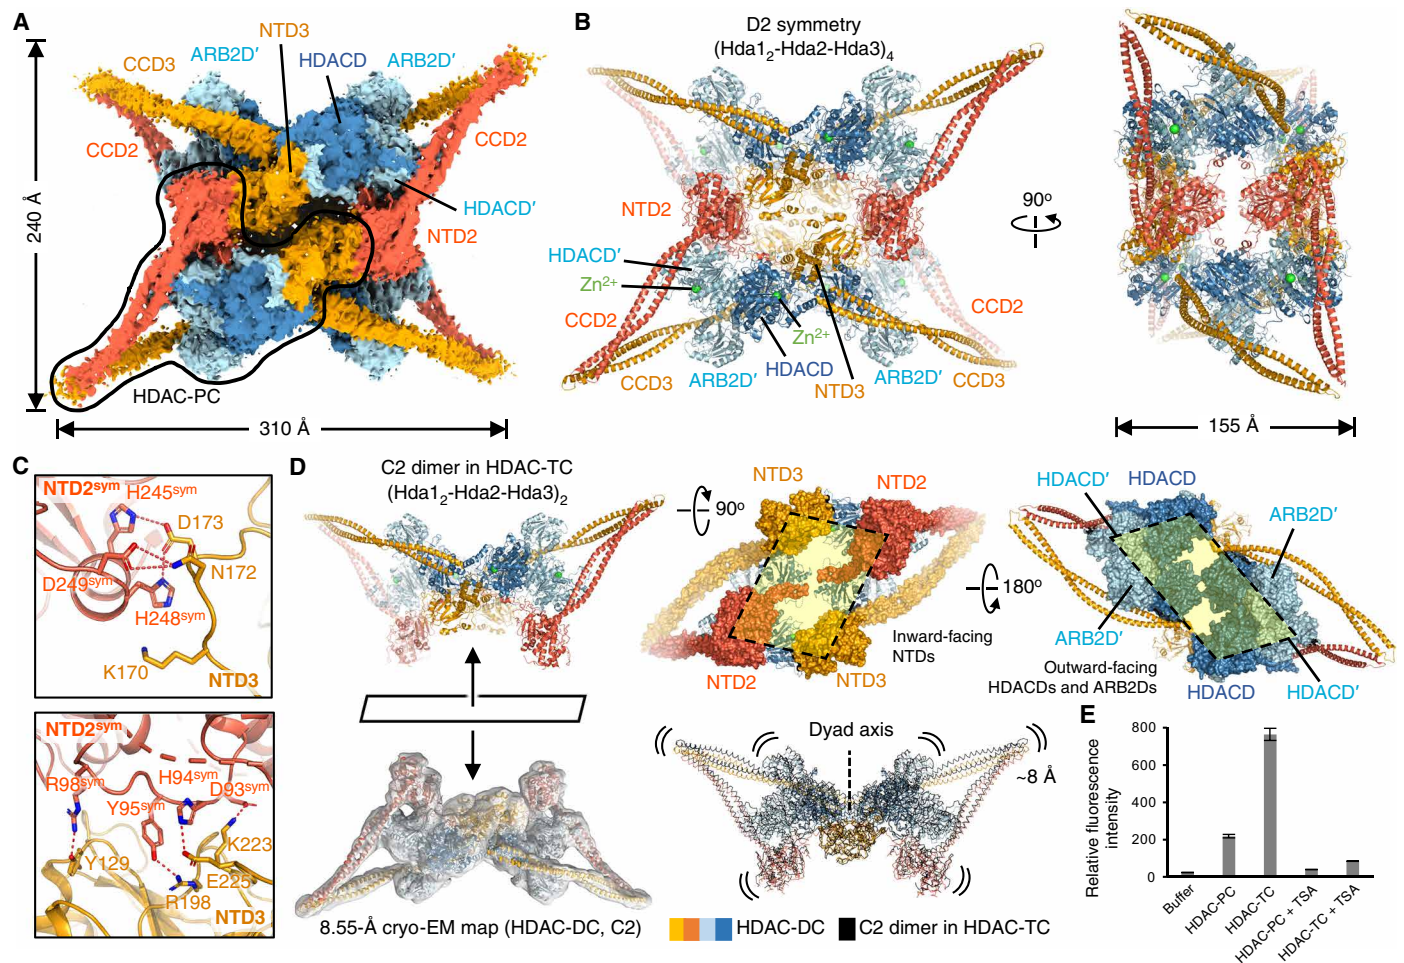 A
NTD3
CCD3
ARB2D′
HDACD
ARB2D′
CCD2
CCD2
HDACD′
NTD2
240 Å
HDAC-PC
310 Å
B
D2 symmetry
(Hda1₂-Hda2-Hda3)₄
90º
NTD2
HDACD′
Zn²⁺
CCD2
CCD2
Zn²⁺
HDACD
CCD3
ARB2D′
ARB2D′
CCD3
NTD3
155 Å
C
NTD2ˢʸᵐ
H245ˢʸᵐ
D173
N172
D249ˢʸᵐ
H248ˢʸᵐ
K170
NTD3
NTD2ˢʸᵐ
R98ˢʸᵐ
H94ˢʸᵐ
D93ˢʸᵐ
Y95ˢʸᵐ
K223
Y129
E225
R198
NTD3
D
C2 dimer in HDAC-TC
(Hda1₂-Hda2-Hda3)₂
90º
NTD3
NTD2
Inward-facing
NTDs
NTD2
NTD3
180º
HDACD′
HDACD
ARB2D′
ARB2D′
Outward-facing
HDACDs and ARB2Ds
HDACD
HDACD′
Dyad axis
~8 Å
8.55-Å cryo-EM map (HDAC-DC, C2)
HDAC-DC
C2 dimer in HDAC-TC
E
Relative fluorescence
intensity
800
600
400
200
0
Buffer
HDAC-PC
HDAC-TC
HDAC-PC + TSA
HDAC-TC + TSA